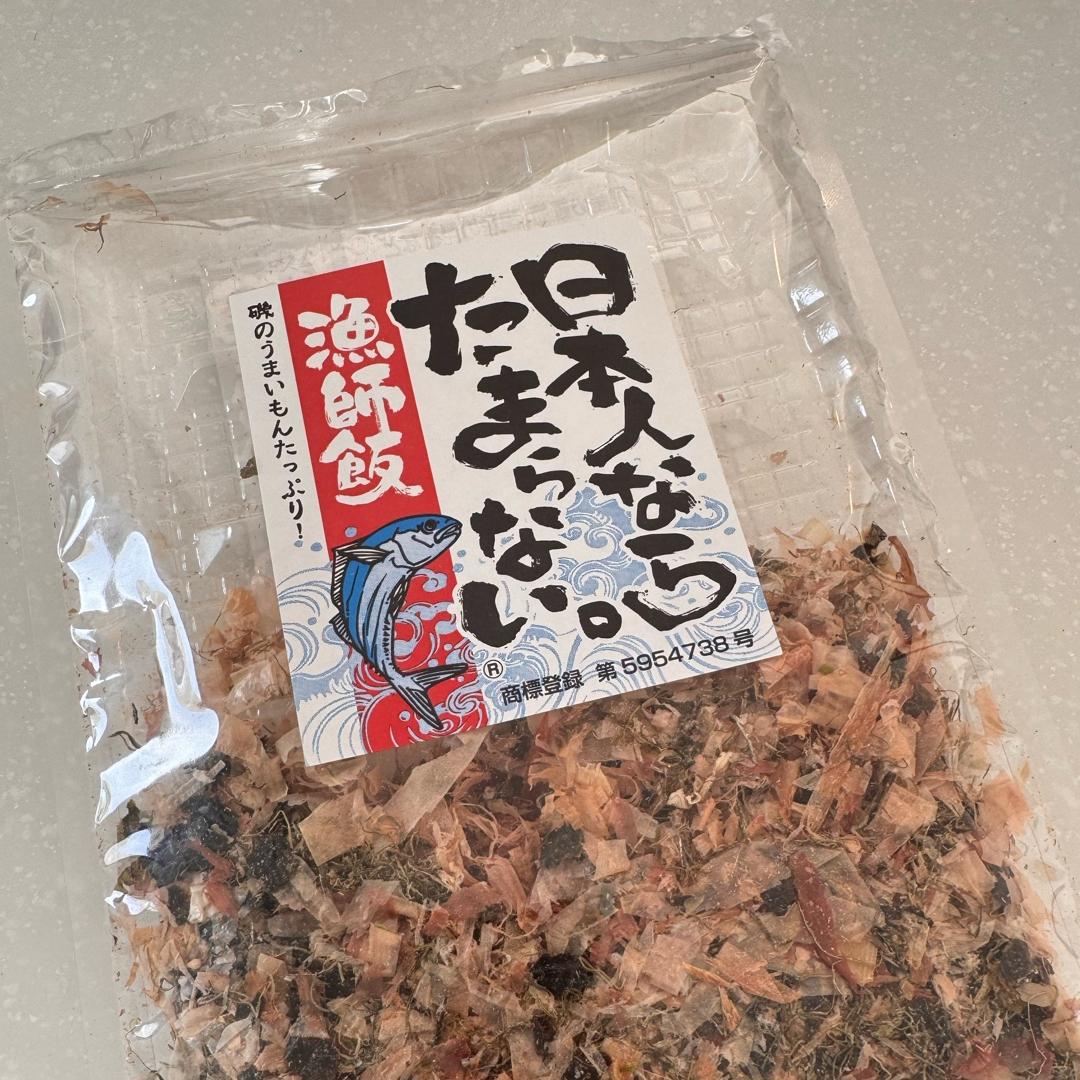 日本人なら
たまらない。
漁師飯
磯のうまいもんたっぷり！
®
商標登録 第5954738号